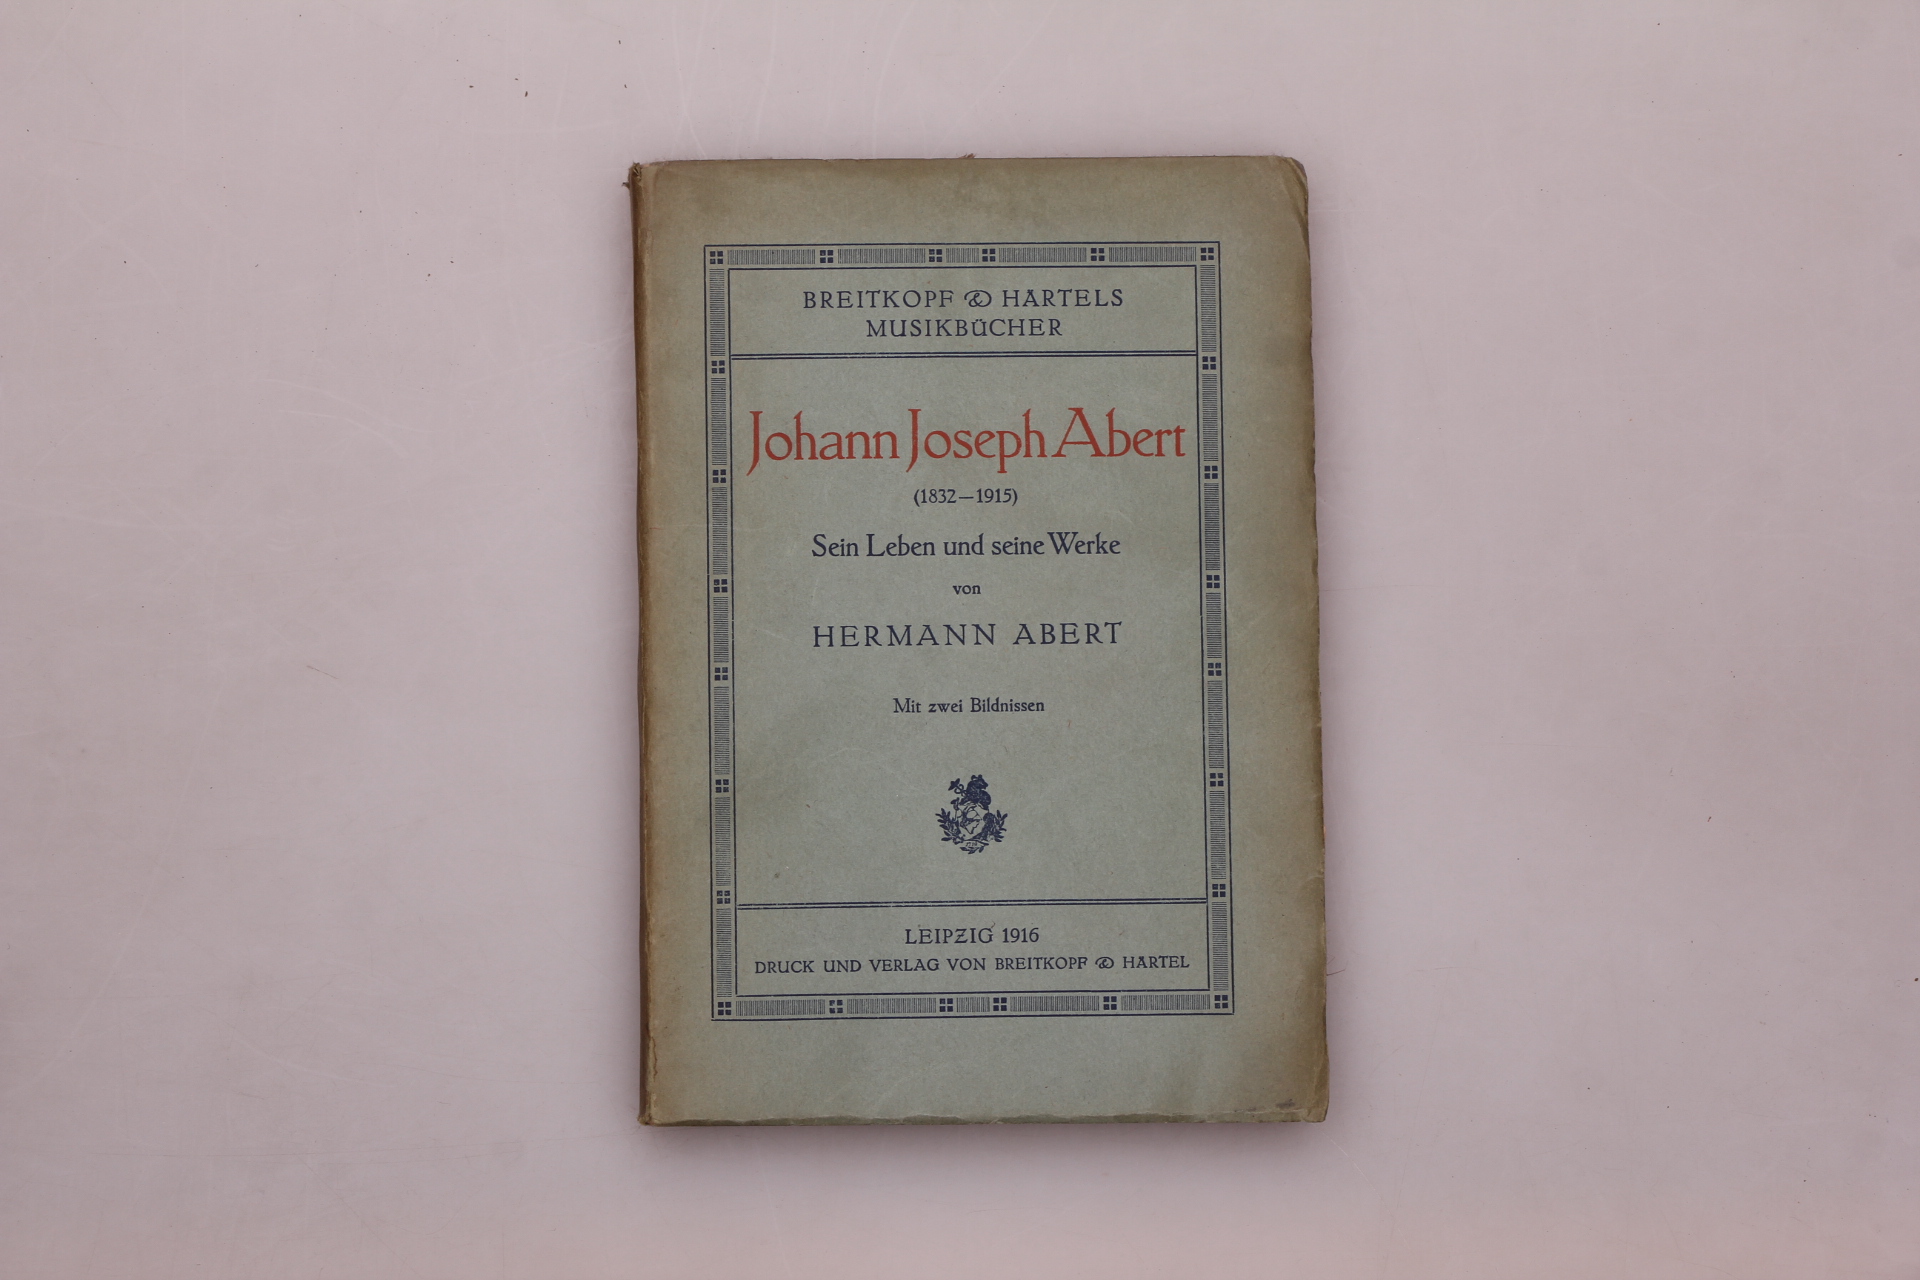 BREITKOPF & HÄRTELS
MUSIKBÜCHER
Johann Joseph Abert
(1832—1915)
Sein Leben und seine Werke
von
HERMANN ABERT
Mit zwei Bildnissen
LEIPZIG 1916
DRUCK UND VERLAG VON BREITKOPF & HÄRTEL